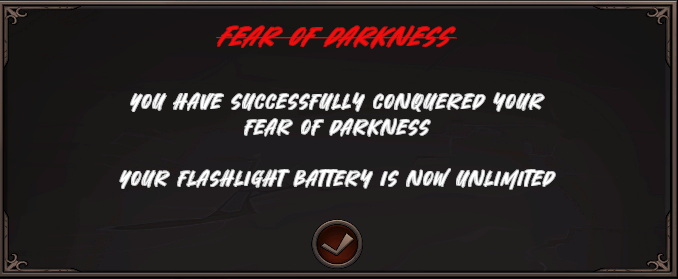 FEAR OF DARKNESS
YOU HAVE SUCCESSFULLY CONQUERED YOUR
FEAR OF DARKNESS
YOUR FLASHLIGHT BATTERY IS NOW UNLIMITED